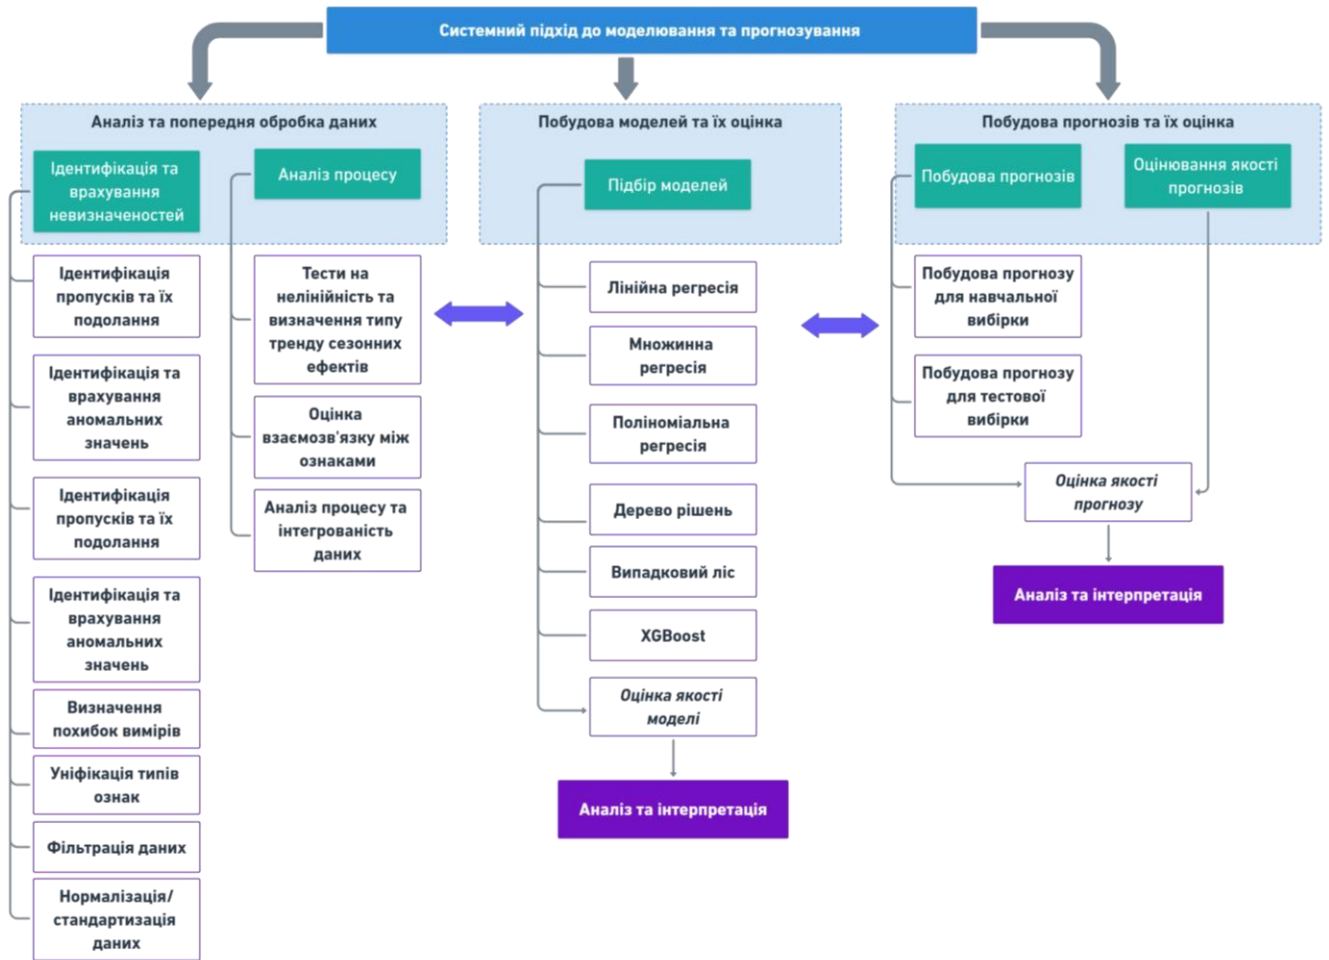 Системний підхід до моделювання та прогнозування
Аналіз та попередня обробка даних
Ідентифікація та
врахування
невизначеностей
Ідентифікація
пропусків та їх
подолання
Ідентифікація та
врахування
аномальних
значень
Ідентифікація
пропусків та їх
подолання
Ідентифікація та
врахування
аномальних
значень
Визначення
похибок вимірів
Уніфікація типів
ознак
Фільтрація даних
Нормалізація/
стандартизація
даних
Аналіз процесу
Тести на
нелінійність та
визначення типу
тренду сезонних
ефектів
Оцінка
взаємозв'язку між
ознаками
Аналіз процесу та
інтегрованість
даних
Побудова моделей та їх оцінка
Підбір моделей
Лінійна регресія
Множинна
регресія
Поліноміальна
регресія
Дерево рішень
Випадковий ліс
XGBoost
Оцінка якості
моделі
Аналіз та інтерпретація
Побудова прогнозів та їх оцінка
Побудова прогнозів
Побудова прогнозу
для навчальної
вибірки
Побудова прогнозу
для тестової
вибірки
Оцінювання якості
прогнозів
Оцінка якості
прогнозу
Аналіз та інтерпретація